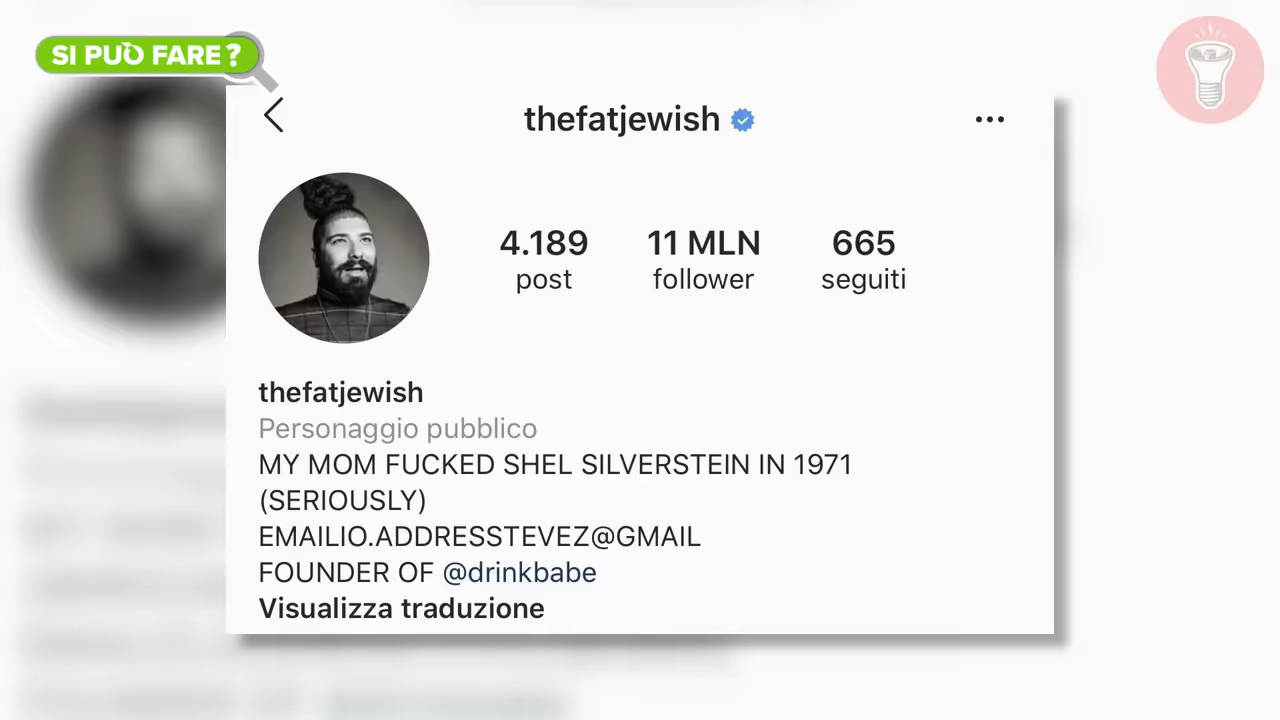 SI PUÒ FARE?
thefatjewish
4.189 11 MLN 665
post follower seguiti
thefatjewish
Personaggio pubblico
MY MOM FUCKED SHEL SILVERSTEIN IN 1971
(SERIOUSLY)
EMAILIO.ADDRESSTEVEZ@GMAIL
FOUNDER OF @drinkbabe
Visualizza traduzione